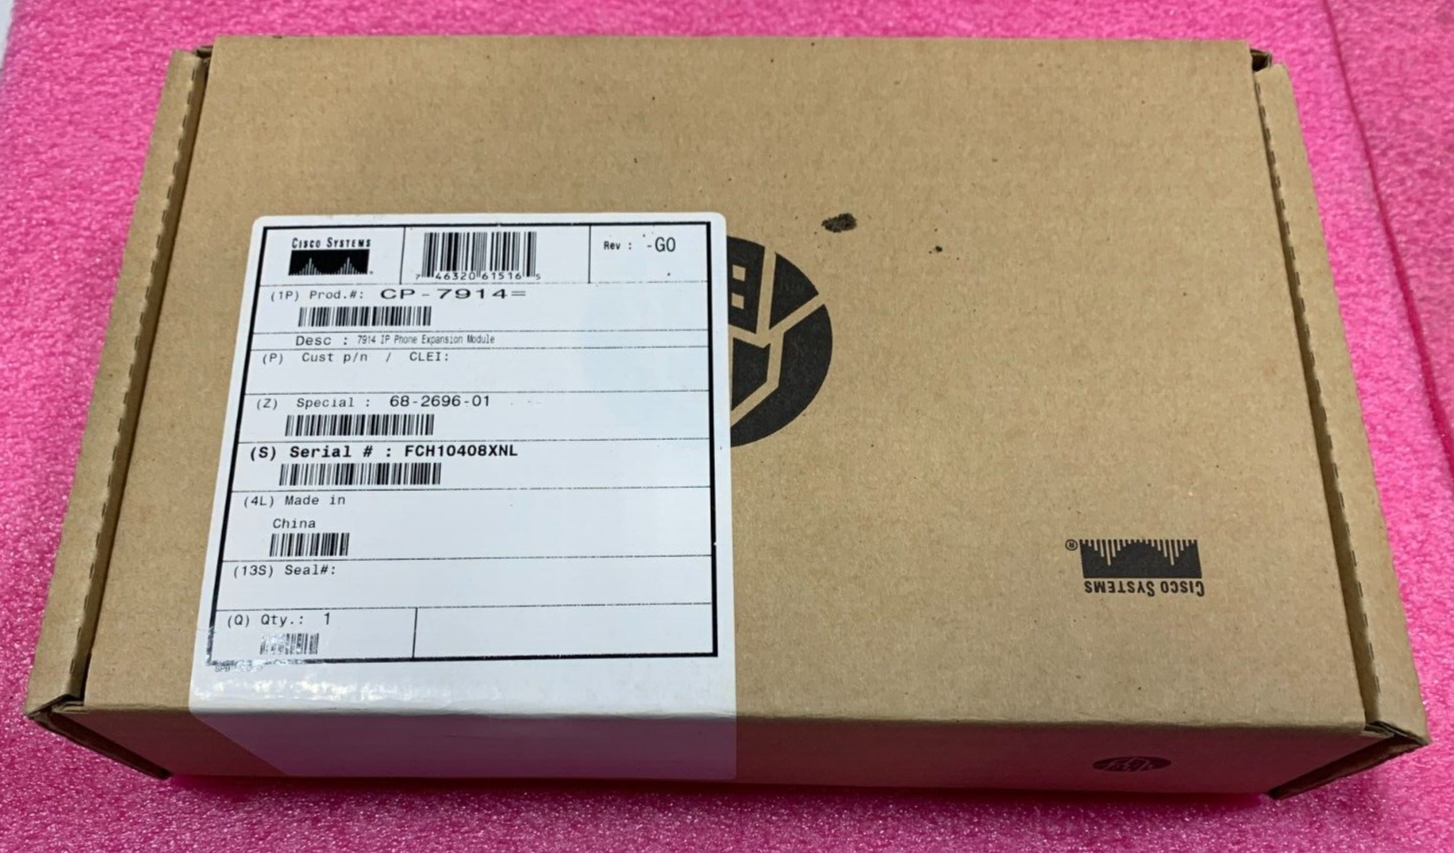 CISCO SYSTEMS
7 46320 61516 5
Rev : -G0
(1P) Prod.#: CP-7914=
Desc : 7914 IP Phone Expansion Module
(P) Cust p/n / CLEI:
(Z) Special : 68-2696-01
(S) Serial # : FCH10408XNL
(4L) Made in
China
(13S) Seal#:
(Q) Qty.: 1
CISCO SYSTEMS ®